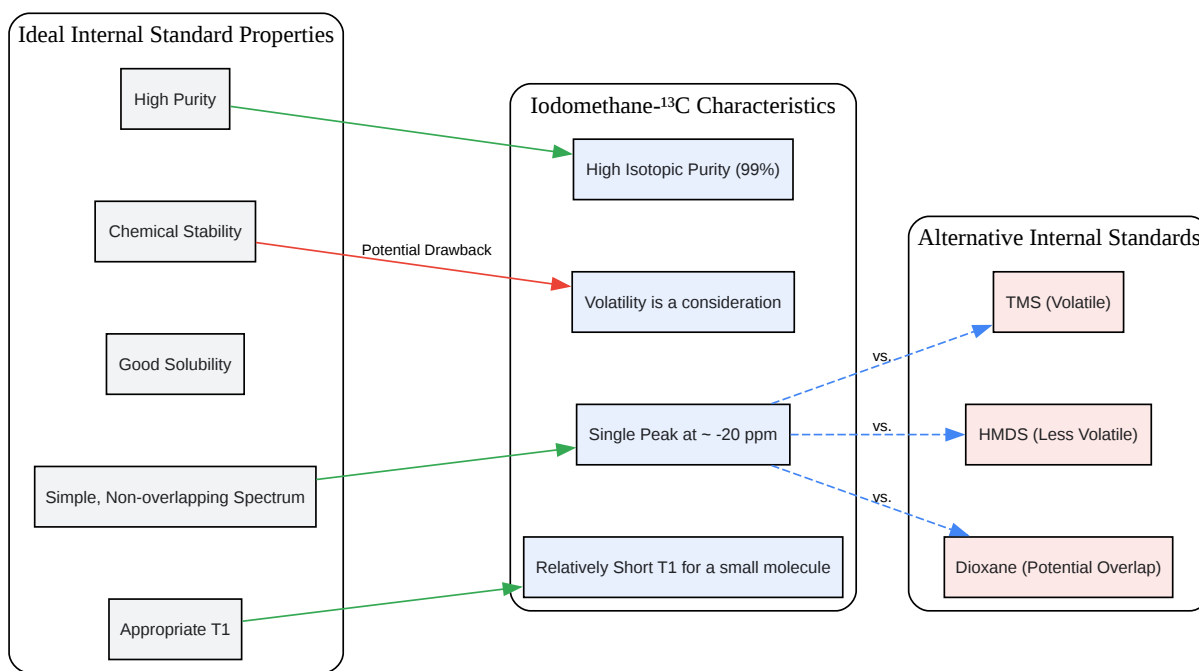 Ideal Internal Standard Properties
High Purity
Chemical Stability
Good Solubility
Simple, Non-overlapping Spectrum
Appropriate T1
Potential Drawback
Iodomethane-¹³C Characteristics
High Isotopic Purity (99%)
Volatility is a consideration
Single Peak at ~ -20 ppm
Relatively Short T1 for a small molecule
vs.
vs.
vs.
Alternative Internal Standards
TMS (Volatile)
HMDS (Less Volatile)
Dioxane (Potential Overlap)